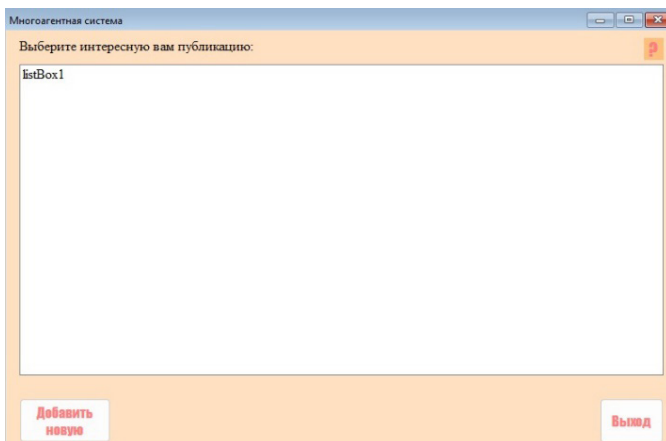 Многоагентная система
Выберите интересную вам публикацию:
?
listBox1
Добавить
новую
Выход